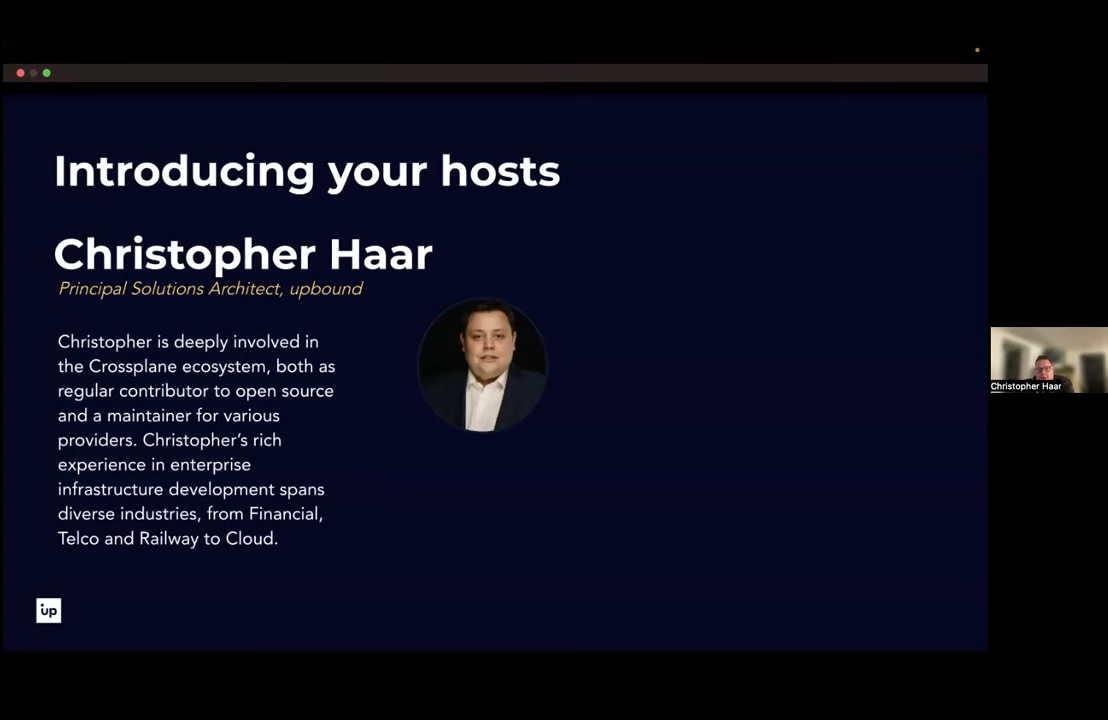 Introducing your hosts
Christopher Haar
Principal Solutions Architect, upbound
Christopher is deeply involved in
the Crossplane ecosystem, both as
regular contributor to open source
and a maintainer for various
providers. Christopher’s rich
experience in enterprise
infrastructure development spans
diverse industries, from Financial,
Telco and Railway to Cloud.
up
Christopher Haar